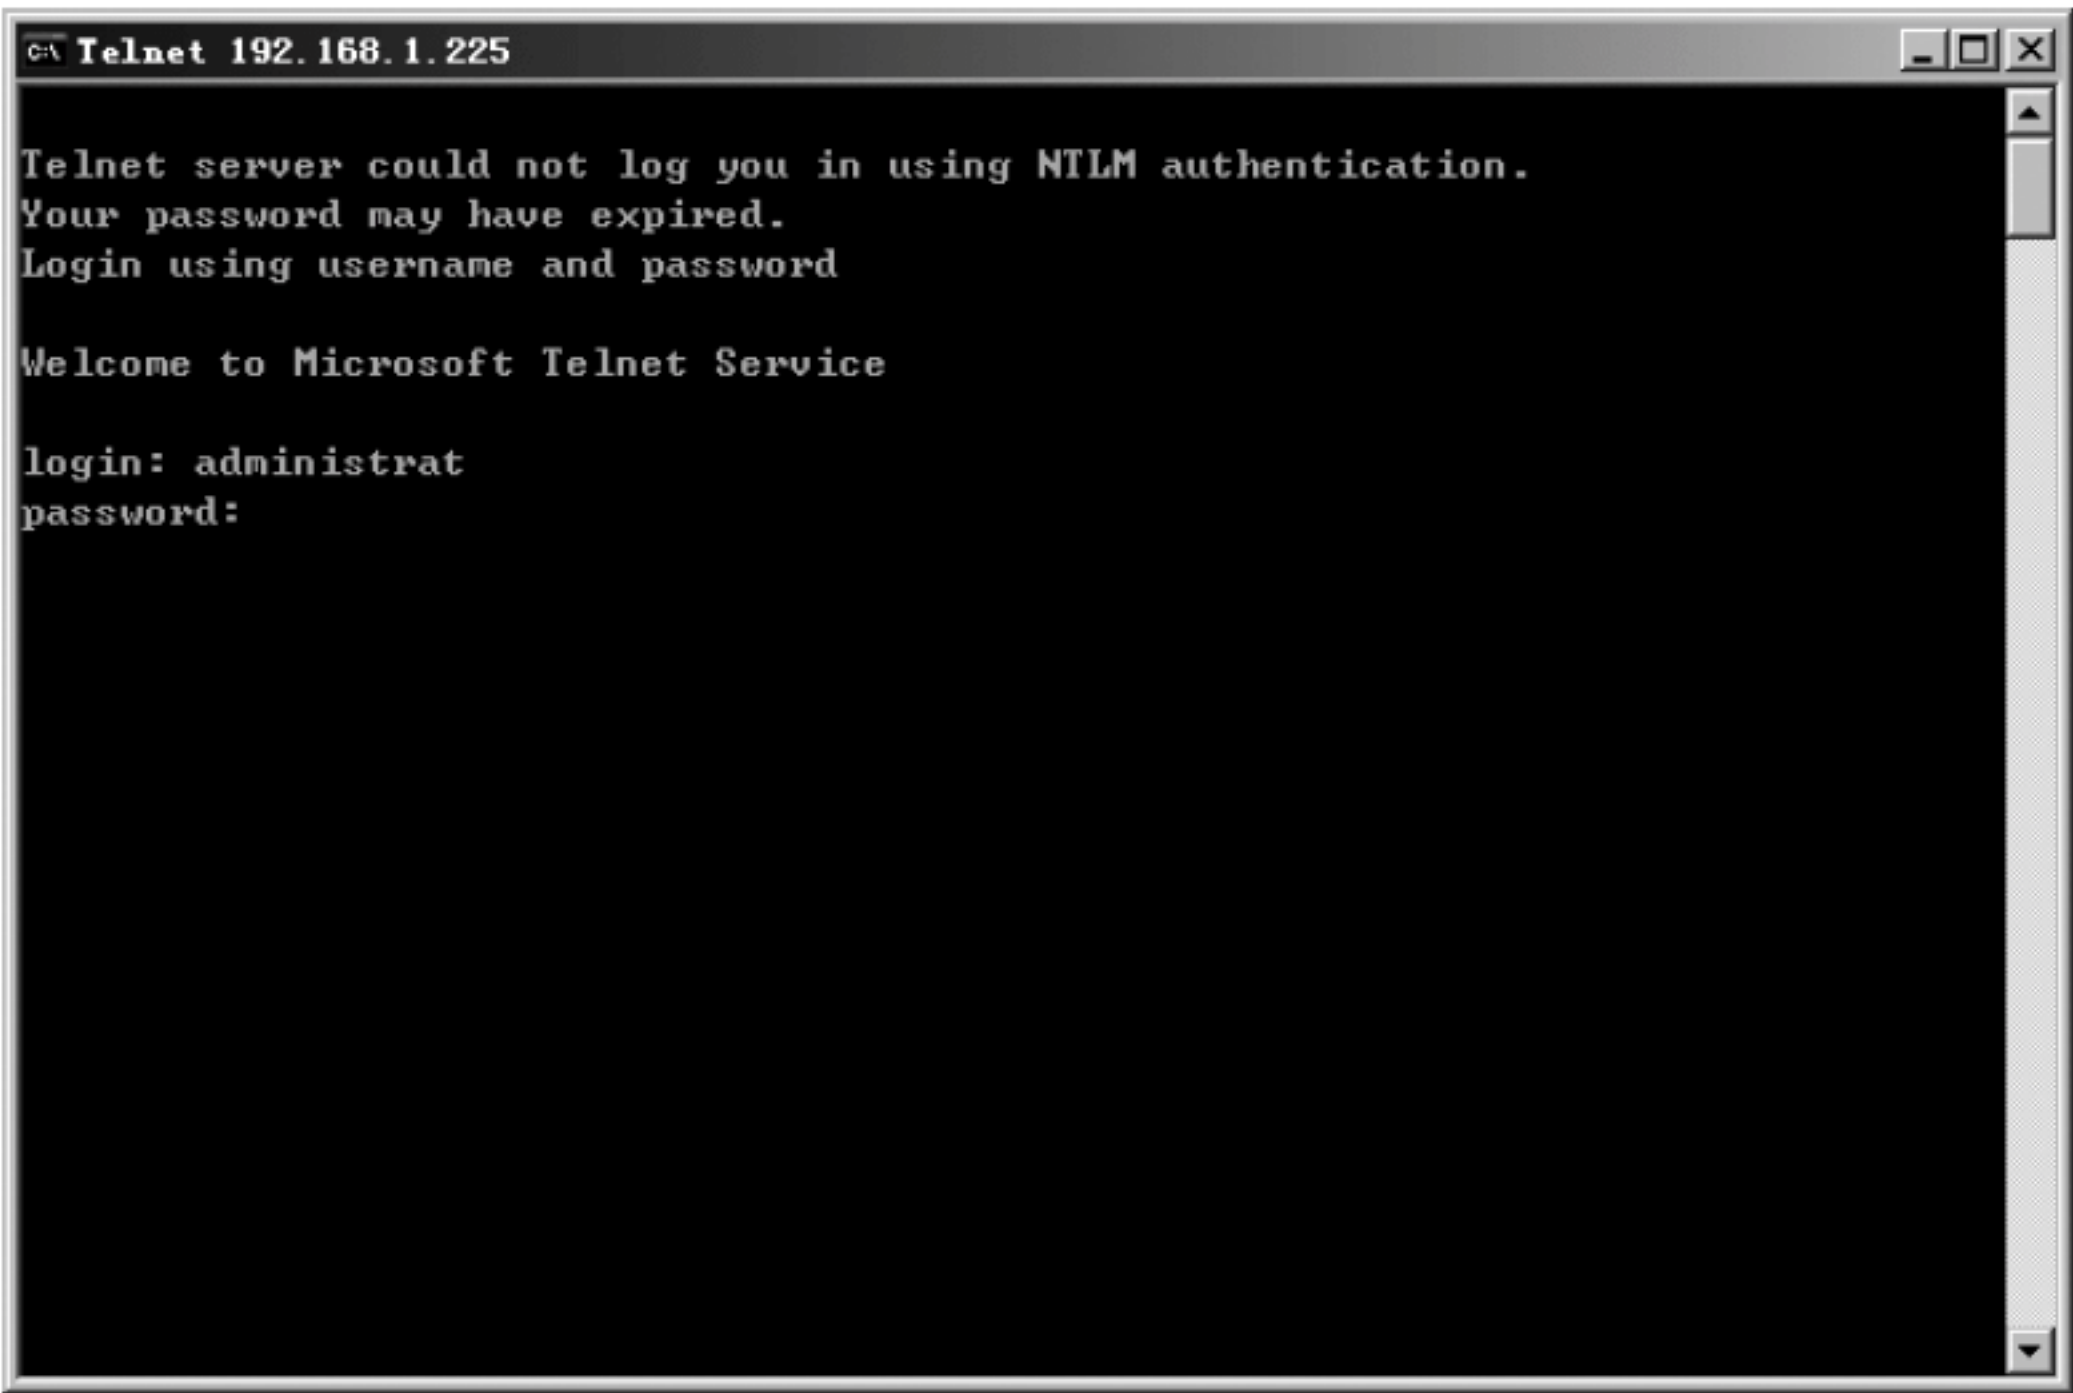 C:\ Telnet 192.168.1.225
Telnet server could not log you in using NTLM authentication.
Your password may have expired.
Login using username and password
Welcome to Microsoft Telnet Service
login: administrat
password: